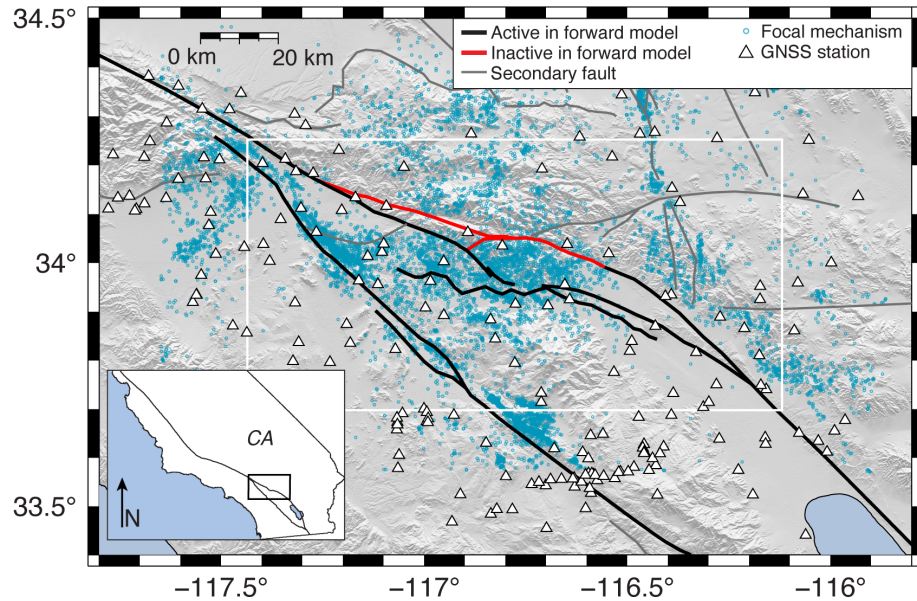 34.5°
0 km 20 km
Active in forward model
Inactive in forward model
Secondary fault
Focal mechanism
GNSS station
34°
33.5°
CA
N
−117.5° −117° −116.5° −116°